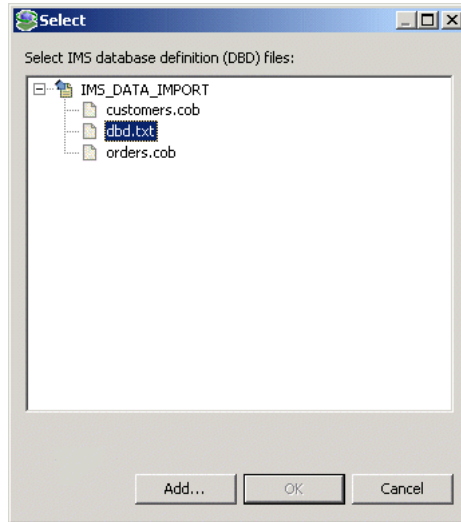 Select
Select IMS database definition (DBD) files:
IMS_DATA_IMPORT
customers.cob
dbd.txt
orders.cob
Add... OK Cancel